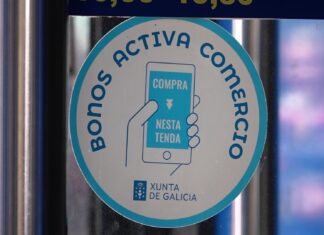 BONOS ACTIVA COMERCIO
COMPRA
NESTA
TENDA
XUNTA
DE GALICIA